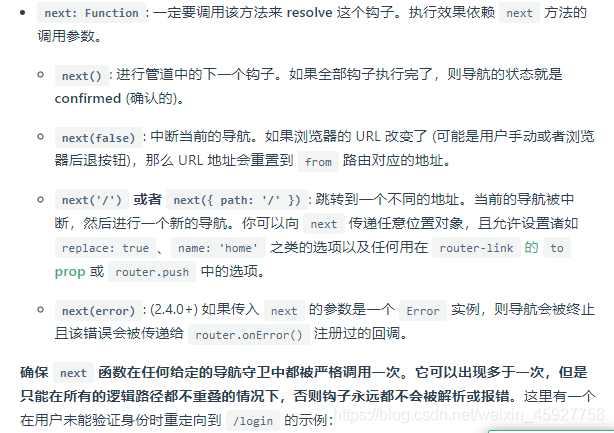 next: Function: 一定要调用该方法来 resolve 这个钩子。执行效果依赖 next 方法的
调用参数。
next(): 进行管道中的下一个钩子。如果全部钩子执行完了，则导航的状态就是
confirmed (确认的)。
next(false): 中断当前的导航。如果浏览器的 URL 改变了 (可能是用户手动或者浏览
器后退按钮)，那么 URL 地址会重置到 from 路由对应的地址。
next('/') 或者 next({ path: '/' }): 跳转到一个不同的地址。当前的导航被中
断，然后进行一个新的导航。你可以向 next 传递任意位置对象，且允许设置诸如
replace: true、name: 'home' 之类的选项以及任何用在 router-link 的 to
prop 或 router.push 中的选项。
next(error): (2.4.0+) 如果传入 next 的参数是一个 Error 实例，则导航会被终止
且该错误会被传递给 router.onError() 注册过的回调。
确保 next 函数在任何给定的导航守卫中都被严格调用一次。它可以出现多于一次，但是
只能在所有的逻辑路径都不重叠的情况下，否则钩子永远都不会被解析或报错。这里有一个
在用户未能验证身份时重定向到 /login 的示例：
https://blog.csdn.net/weixin_45927758